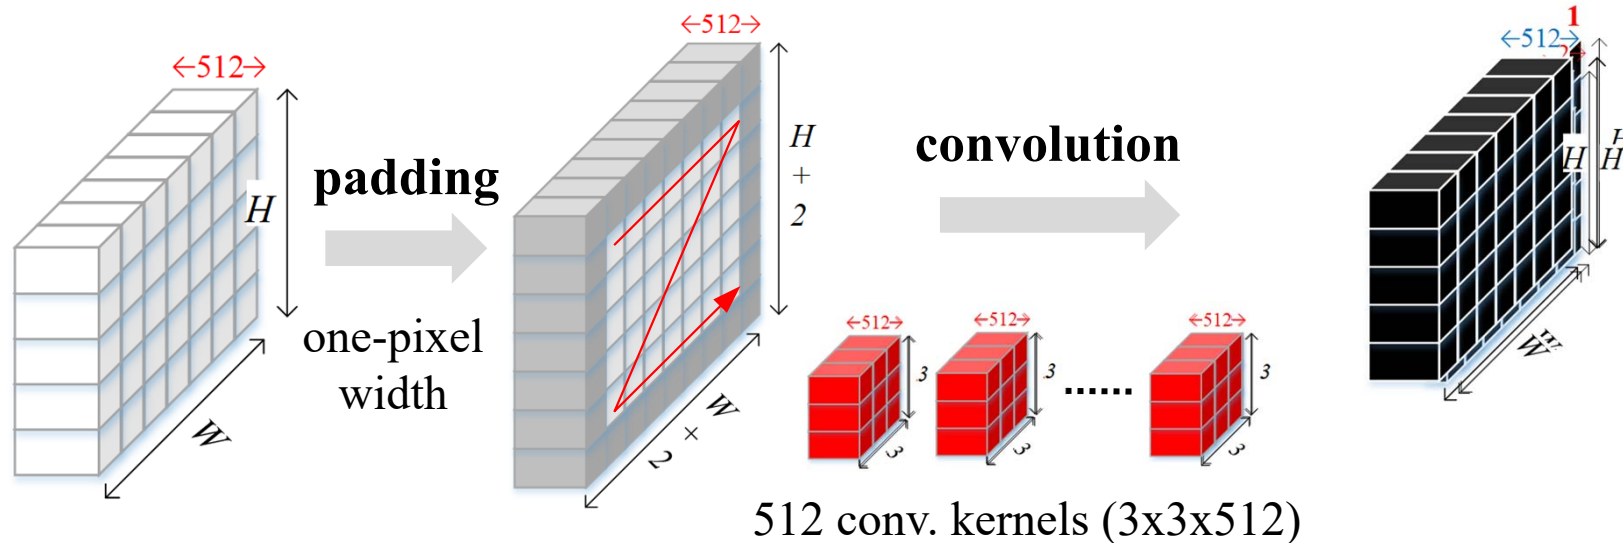 ←512→
H
W
padding
one-pixel
width
←512→
H
+
2
W
+
2
convolution
←512→
3
3
←512→
3
3
......
←512→
3
3
512 conv. kernels (3x3x512)
1
←512→
H
H
W